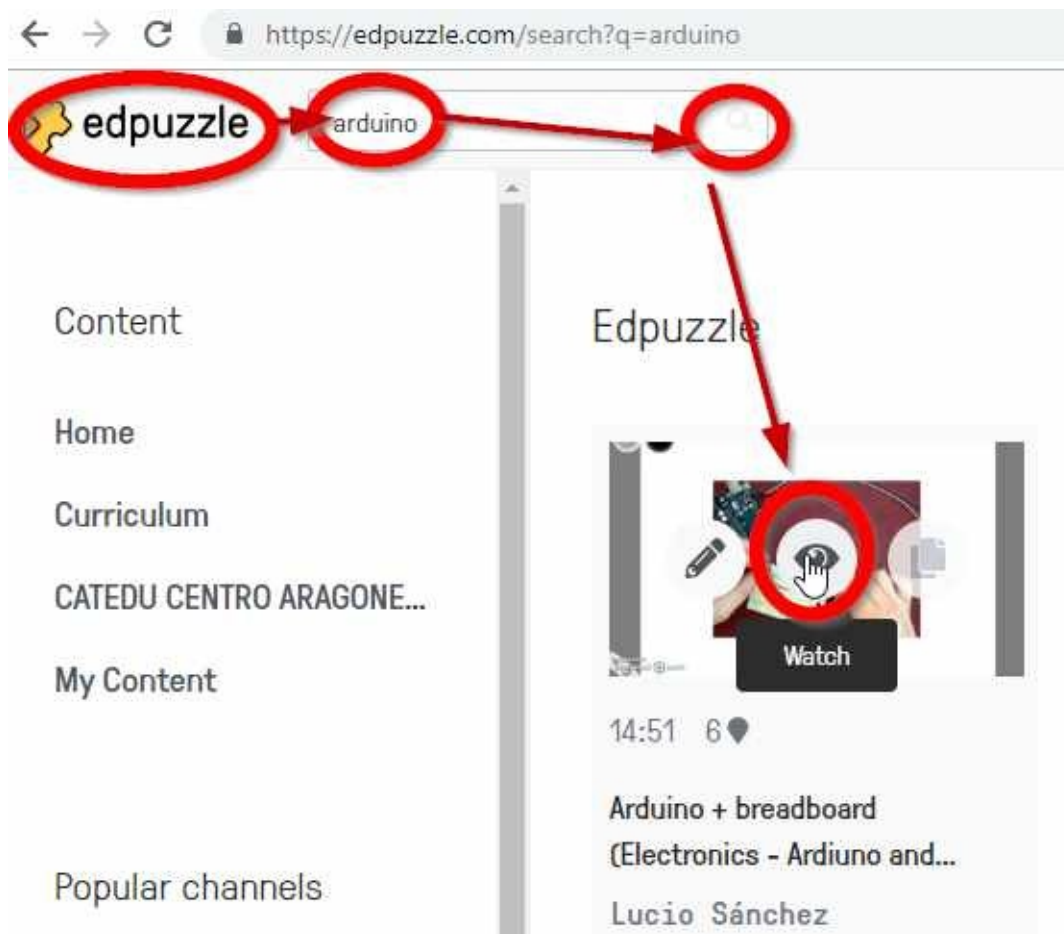 https://edpuzzle.com/search?q=arduino
edpuzzle
arduino
Content
Home
Curriculum
CATEDU CENTRO ARAGONE...
My Content
Popular channels
Edpuzzle
Watch
14:51 6
Arduino + breadboard
(Electronics - Ardiuno and...
Lucio Sánchez